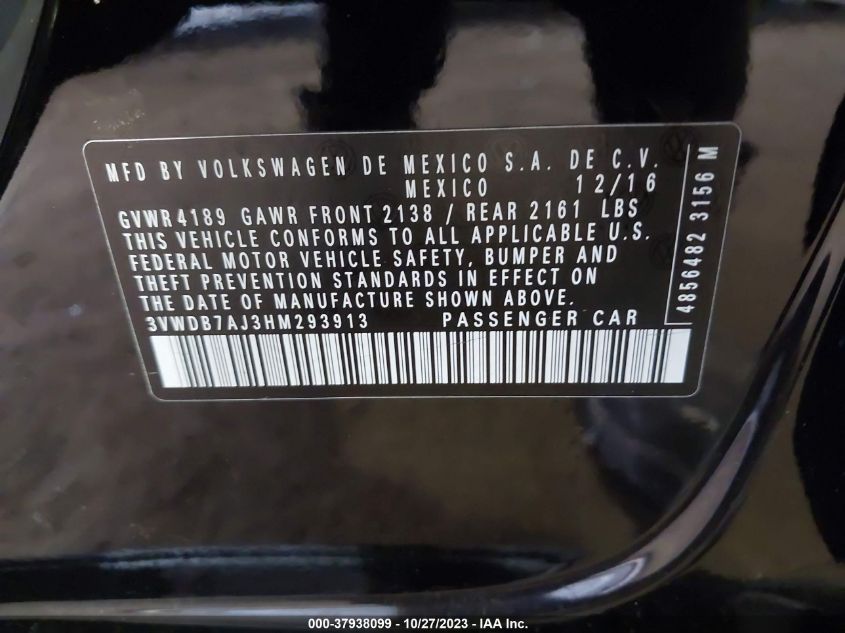 MFD BY VOLKSWAGEN DE MEXICO S.A. DE C.V.
MEXICO 12/16
GVWR 4189 GAWR FRONT 2138 / REAR 2161 LBS
THIS VEHICLE CONFORMS TO ALL APPLICABLE U.S.
FEDERAL MOTOR VEHICLE SAFETY, BUMPER AND
THEFT PREVENTION STANDARDS IN EFFECT ON
THE DATE OF MANUFACTURE SHOWN ABOVE.
3VWDB7AJ3HM293913 PASSENGER CAR
4856482 3156 M
000-37938099 - 10/27/2023 - IAA Inc.